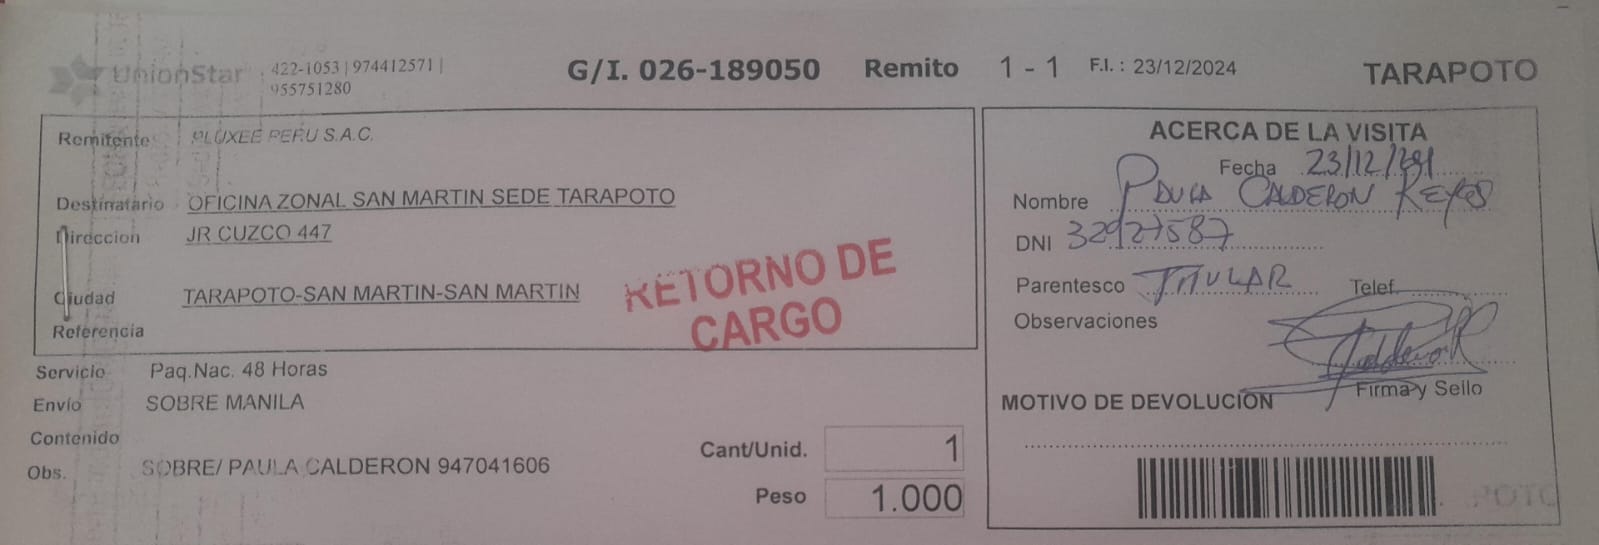 UnionStar 422-1053 | 974412571 |
955751280
G/I. 026-189050 Remito 1 - 1 F.I. : 23/12/2024 TARAPOTO
Remitente PLUXEE PERU S.A.C.
Destinatario OFICINA ZONAL SAN MARTIN SEDE TARAPOTO
Direccion JR CUZCO 447
Ciudad TARAPOTO-SAN MARTIN-SAN MARTIN
Referencia
RETORNO DE
CARGO
Servicio Paq.Nac. 48 Horas
Envío SOBRE MANILA
Contenido
Obs. SOBRE/ PAULA CALDERON 947041606
Cant/Unid. 1
Peso 1.000
ACERCA DE LA VISITA
Fecha 23/12/
Nombre PAULA CALDERON REYES
DNI 32927587
Parentesco TITULAR Telef.
Observaciones
Firma y Sello
MOTIVO DE DEVOLUCION
POTO